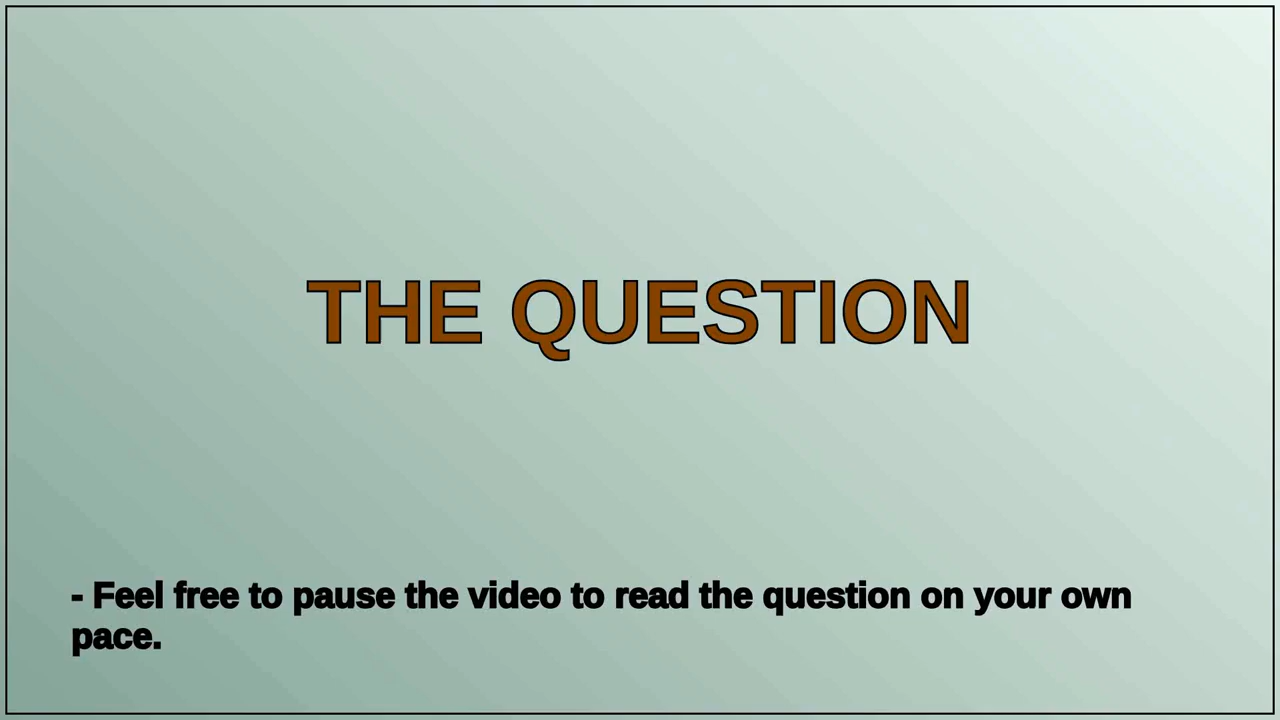 THE QUESTION
- Feel free to pause the video to read the question on your own
pace.